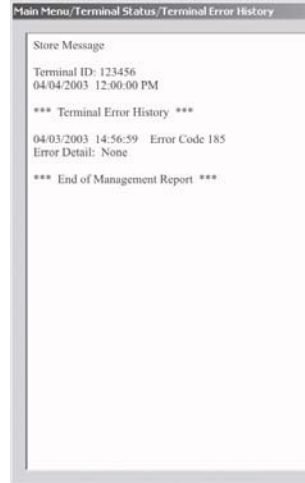 Main Menu/Terminal Status/Terminal Error History
Store Message
Terminal ID: 123456
04/04/2003 12:00:00 PM
*** Terminal Error History ***
04/03/2003 14:56:59 Error Code 185
Error Detail: None
*** End of Management Report ***